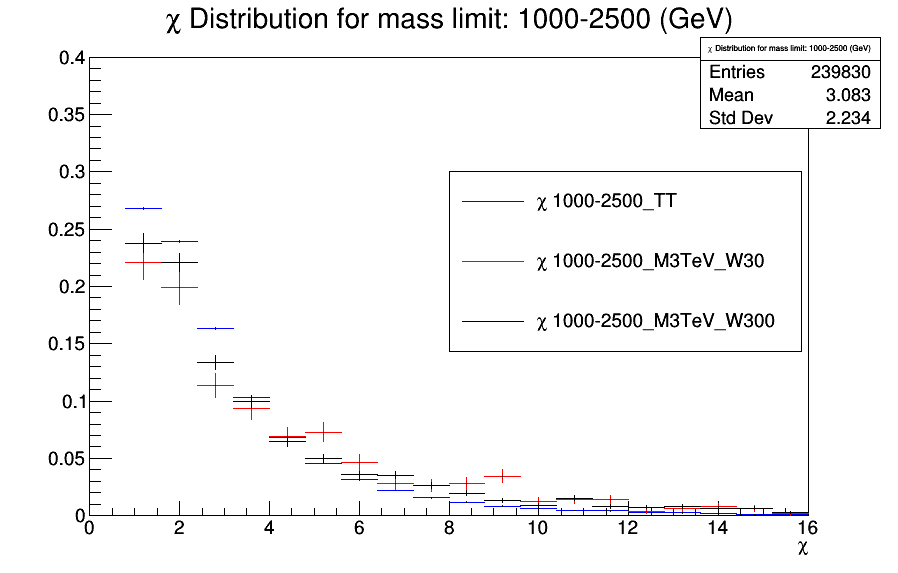 χ Distribution for mass limit: 1000-2500 (GeV)
χ Distribution for mass limit: 1000-2500 (GeV)
Entries 239830
Mean 3.083
Std Dev 2.234
χ 1000-2500_TT
χ 1000-2500_M3TeV_W30
χ 1000-2500_M3TeV_W300
0.4
0.35
0.3
0.25
0.2
0.15
0.1
0.05
0
0 2 4 6 8 10 12 14 16
χ